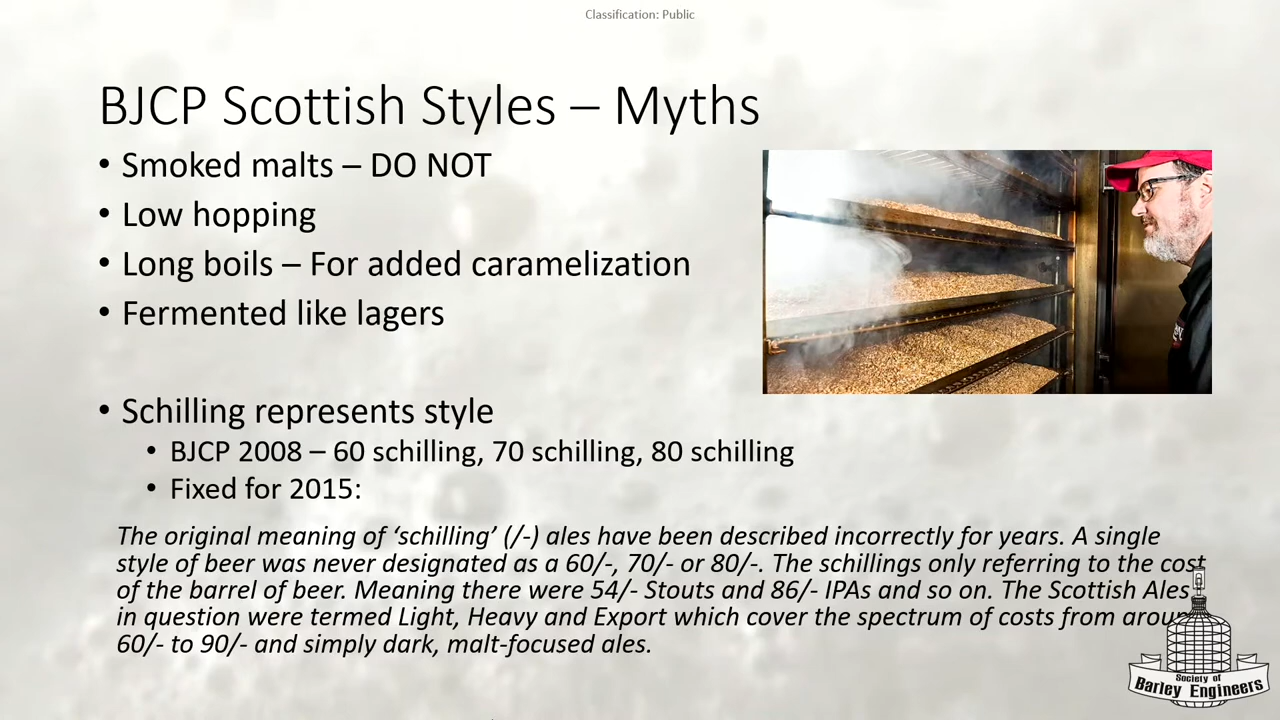 Classification: Public
BJCP Scottish Styles – Myths
• Smoked malts – DO NOT
• Low hopping
• Long boils – For added caramelization
• Fermented like lagers
• Schilling represents style
• BJCP 2008 – 60 schilling, 70 schilling, 80 schilling
• Fixed for 2015:
The original meaning of ‘schilling’ (/-) ales have been described incorrectly for years. A single
style of beer was never designated as a 60/-, 70/- or 80/-. The schillings only referring to the cost
of the barrel of beer. Meaning there were 54/- Stouts and 86/- IPAs and so on. The Scottish Ales
in question were termed Light, Heavy and Export which cover the spectrum of costs from around
60/- to 90/- and simply dark, malt-focused ales.
Society of
Barley Engineers